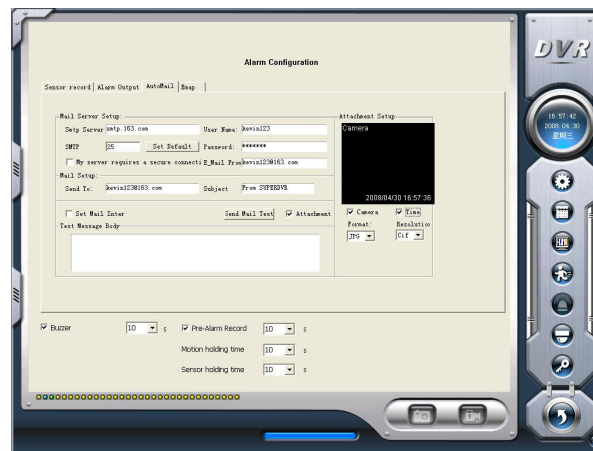 DVR
Alarm Configuration
Sensor record Alarm Output AutoMail Emap
16:57:42
2008 04 30
星期三
Mail Server Setup:
Smtp Server smtp.163.com User Name: kevin123
SMTP 25 Set Default Password: *******
My server requires a secure connecti E_Mail From kevin123@163.com
Mail Setup:
Send To: kevin123@163.com Subject From SUPERDVR
Set Mail Inter Send Mail Test Attachment
Text Message Body
Attachment Setup
Camera
2008/04/30 16:57:36
Camera Time
Format: Resolutio
JPG Cif
Buzzer 10 s Pre-Alarm Record 10 s
Motion holding time 10 s
Sensor holding time 10 s